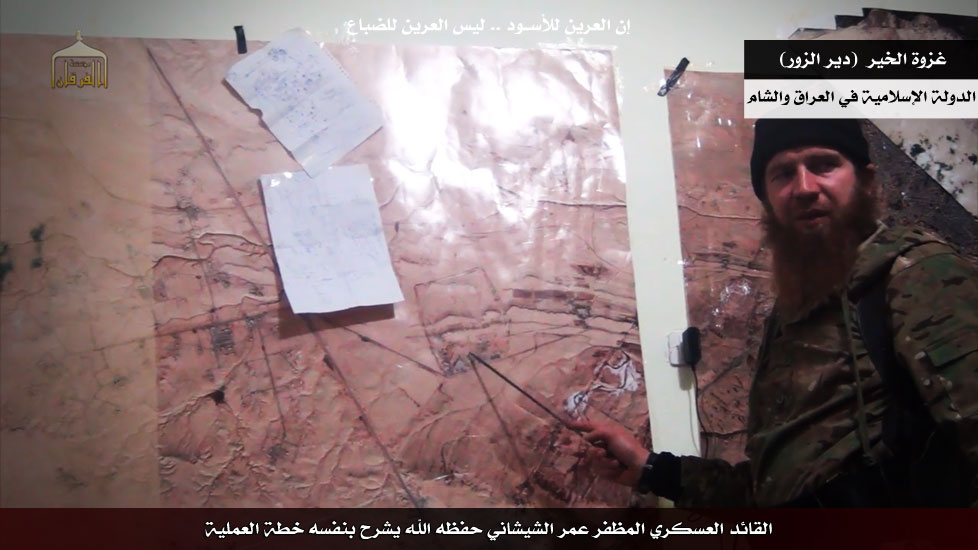 إن العرين للأسود .. ليس العرين للضباع ,
مؤسسة
الفرقان
غزوة الخير (دير الزور)
الدولة الإسلامية في العراق والشام
القائد العسكري المظفر عمر الشيشاني حفظه الله يشرح بنفسه خطة العملية